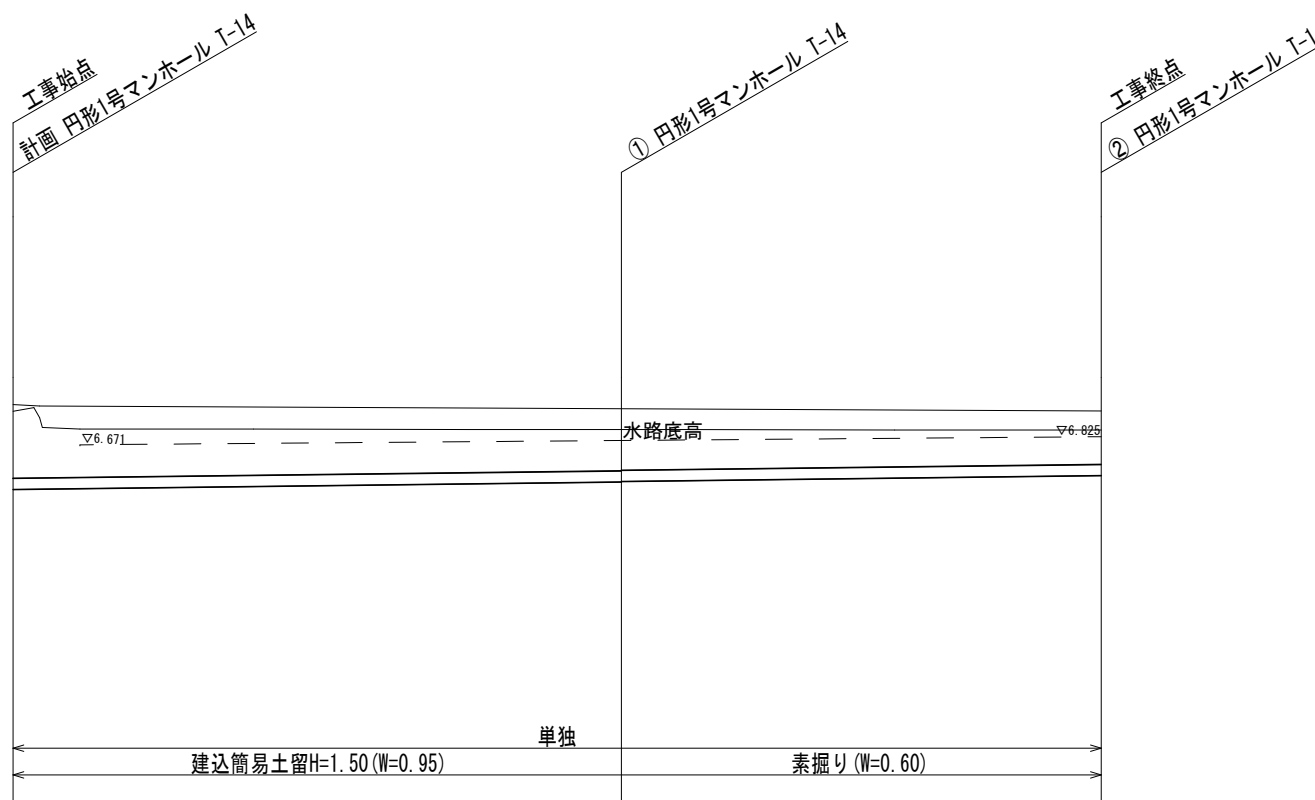 工事始点
計画 円形1号マンホール T-14
① 円形1号マンホール T-14
工事終点
② 円形1号マンホール T-1
▽6.671
水路底高
▽6.825
単独
建込簡易土留H=1.50(W=0.95)
素掘り(W=0.60)